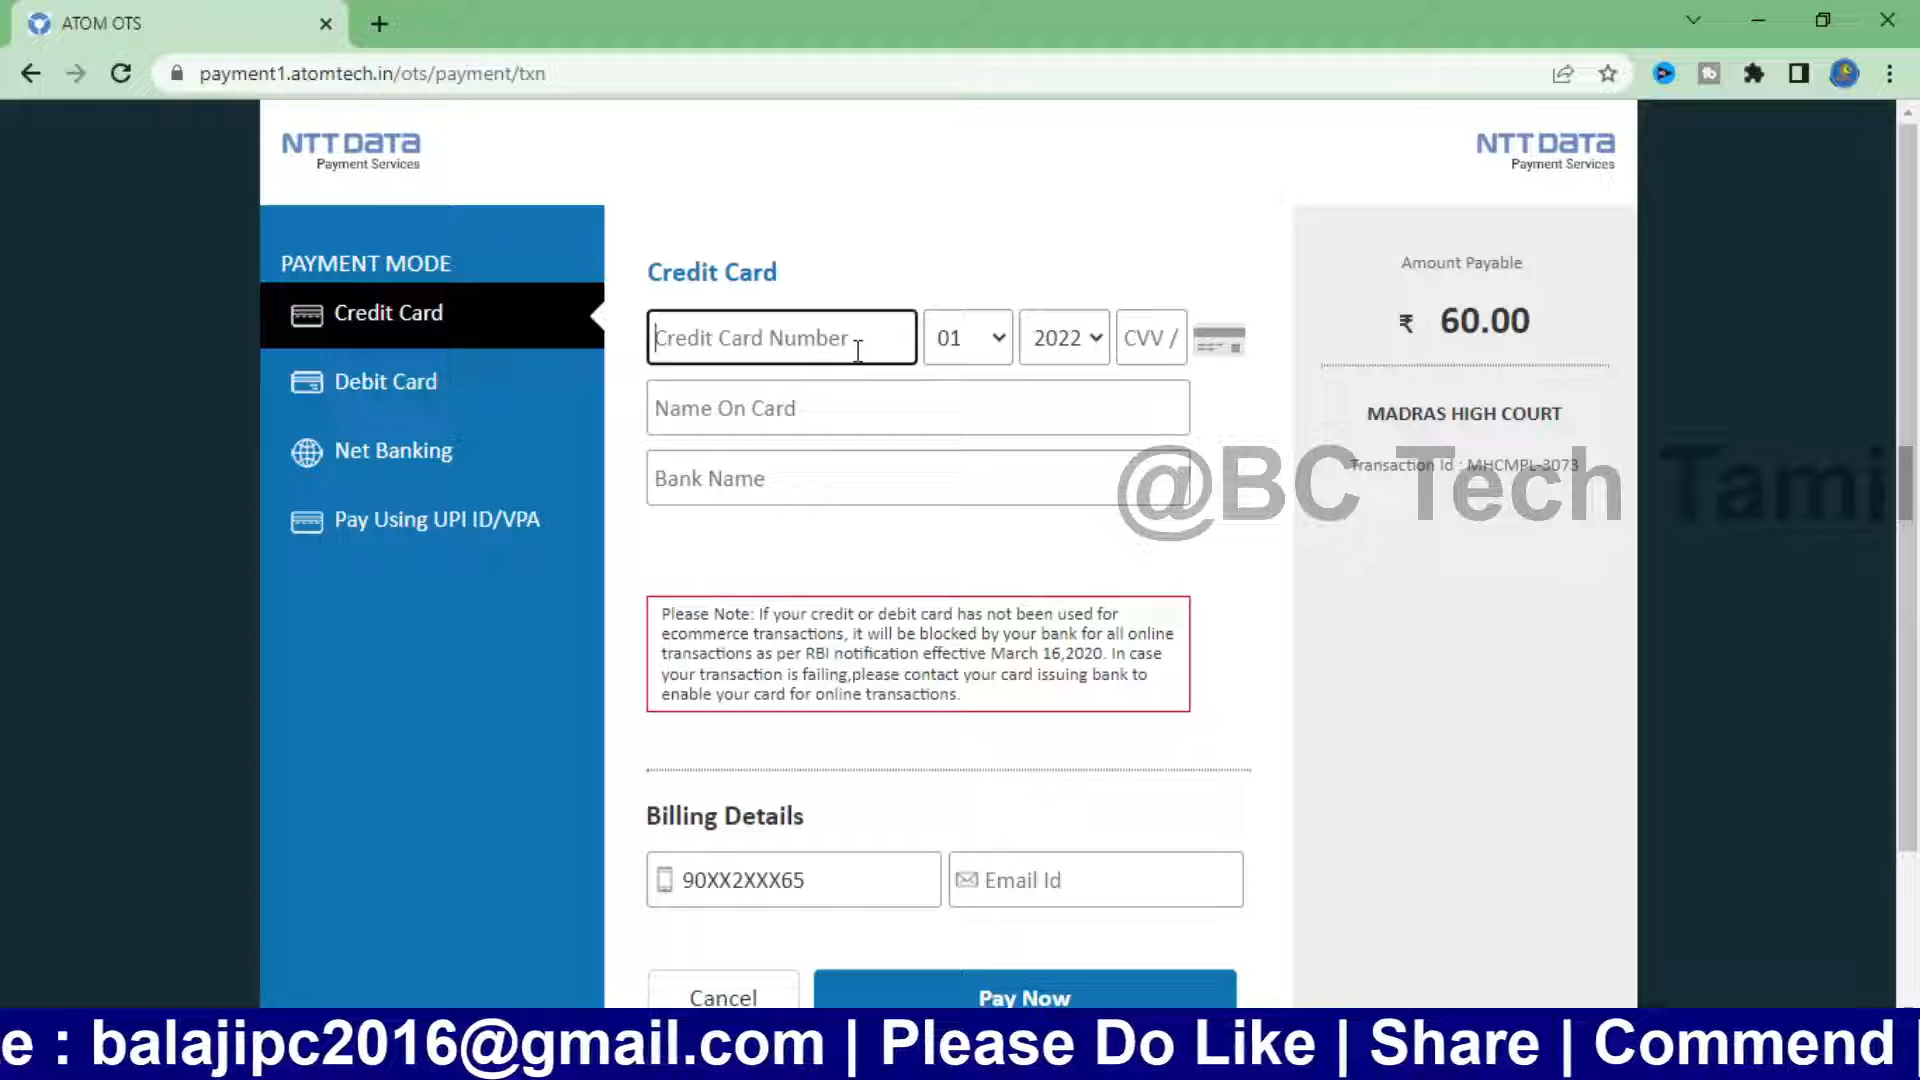 ATOM OTS
payment1.atomtech.in/ots/payment/txn
NTT DATA
Payment Services
NTT DATA
Payment Services
PAYMENT MODE
Credit Card
Debit Card
Net Banking
Pay Using UPI ID/VPA
Credit Card
Credit Card Number
01
2022
CVV /
Name On Card
Bank Name
Please Note: If your credit or debit card has not been used for
ecommerce transactions, it will be blocked by your bank for all online
transactions as per RBI notification effective March 16,2020. In case
your transaction is failing,please contact your card issuing bank to
enable your card for online transactions.
Billing Details
90XX2XXX65
Email Id
Cancel
Pay Now
Amount Payable
₹ 60.00
MADRAS HIGH COURT
Transaction Id : MHCMPL-3073
@BC Tech Tamil
e : balajipc2016@gmail.com | Please Do Like | Share | Commend |